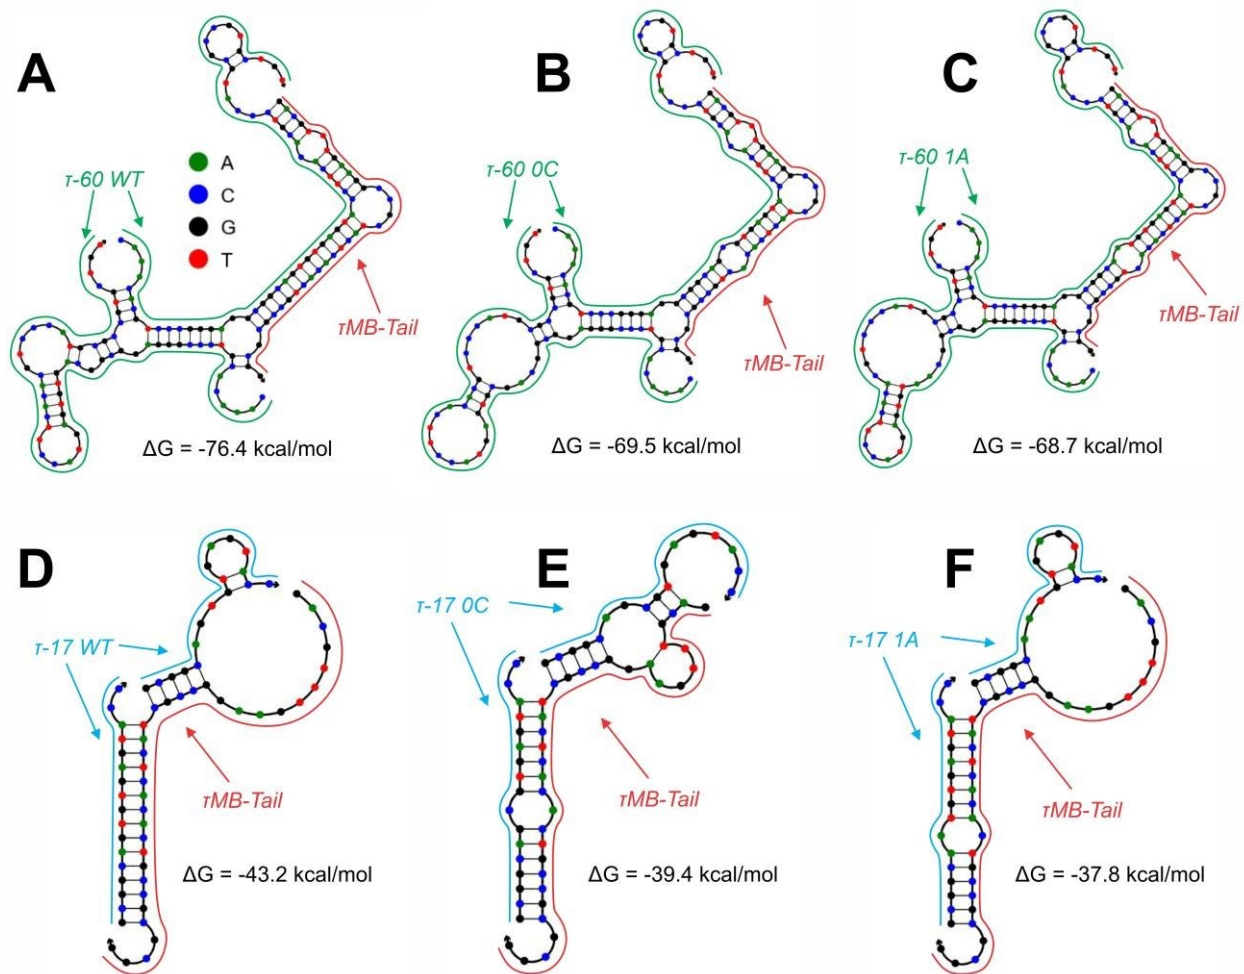 A
B
C
A
C
G
T
τ-60 WT
τ-60 0C
τ-60 1A
τMB-Tail
τMB-Tail
τMB-Tail
ΔG = -76.4 kcal/mol
ΔG = -69.5 kcal/mol
ΔG = -68.7 kcal/mol
D
E
F
τ-17 WT
τ-17 0C
τ-17 1A
τMB-Tail
τMB-Tail
τMB-Tail
ΔG = -43.2 kcal/mol
ΔG = -39.4 kcal/mol
ΔG = -37.8 kcal/mol